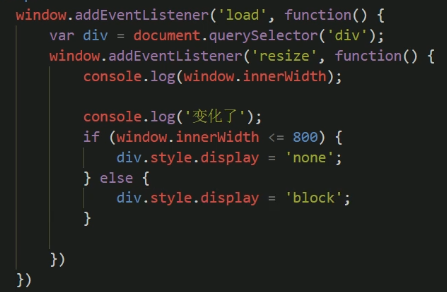 window.addEventListener('load', function() {
    var div = document.querySelector('div');
    window.addEventListener('resize', function() {
        console.log(window.innerWidth);
        console.log('变化了');
        if (window.innerWidth <= 800) {
            div.style.display = 'none';
        } else {
            div.style.display = 'block';
        }
    })
})